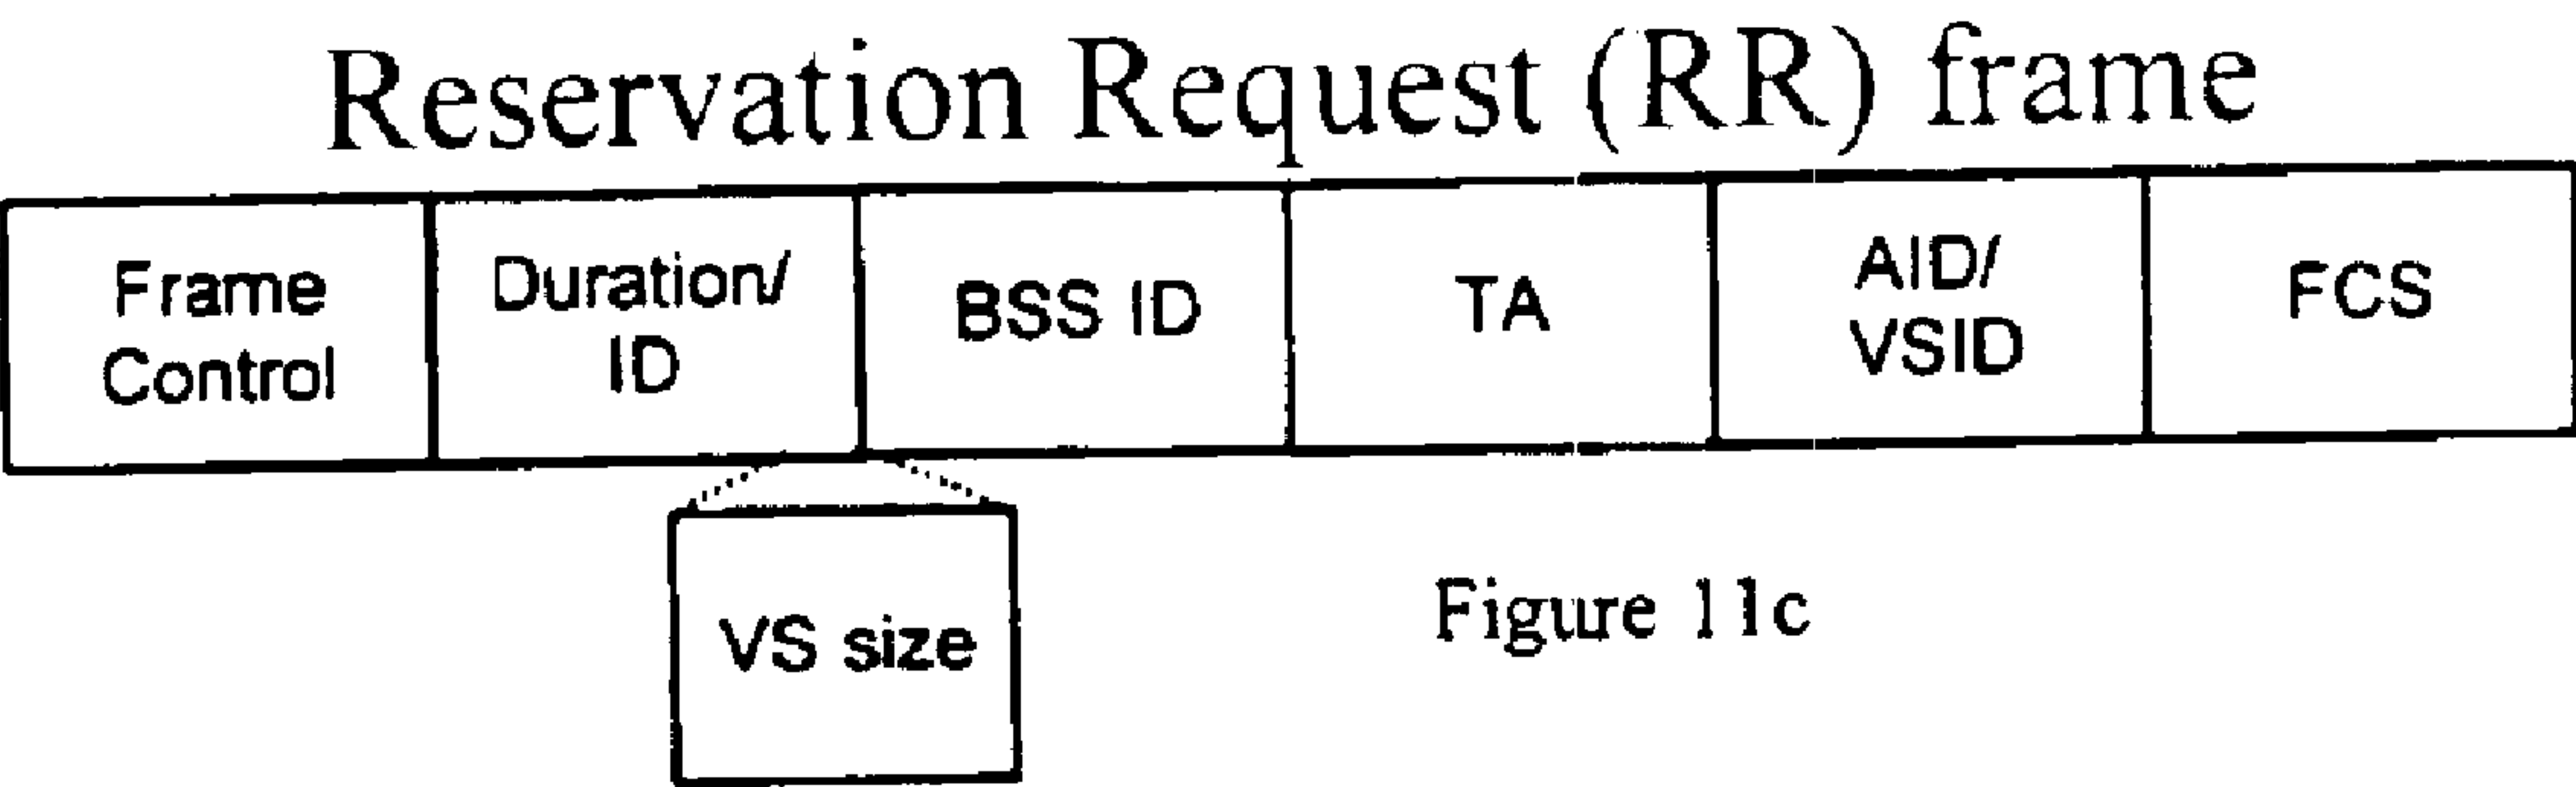 Reservation Request (RR) frame
Frame
Control
Duration/
ID
BSS ID
TA
AID/
VSID
FCS
VS size
Figure 11c